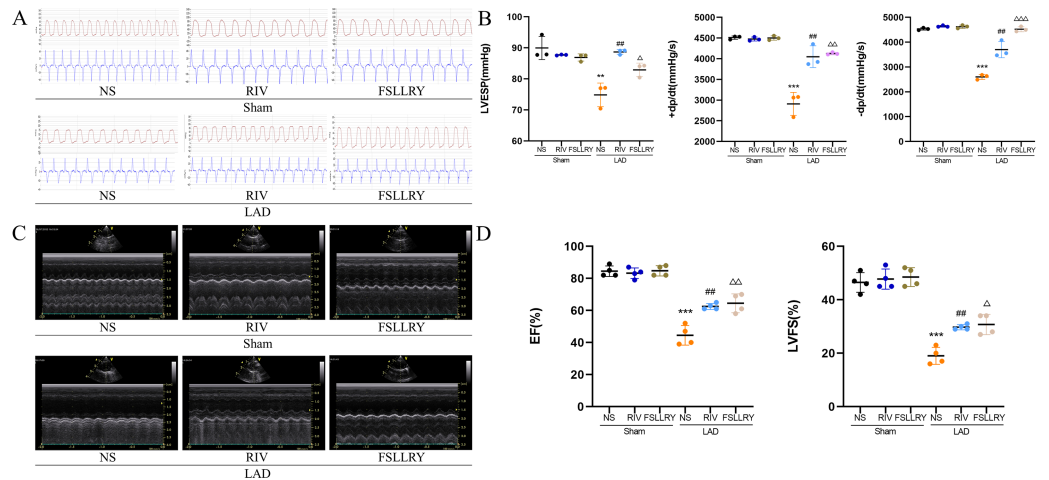 A
NS
RIV
FSLLRY
Sham
NS
RIV
FSLLRY
LAD
B
LVESP(mmHg)
100
90
80
70
60
**
##
△
NS RIV FSLLRY NS RIV FSLLRY
Sham LAD
+dp/dt(mmHg/s)
5000
4500
4000
3500
3000
2500
2000
***
##
△△
NS RIV FSLLRY NS RIV FSLLRY
Sham LAD
-dp/dt(mmHg/s)
5000
4000
3000
2000
1000
0
***
##
△△△
NS RIV FSLLRY NS RIV FSLLRY
Sham LAD
C
NS
RIV
FSLLRY
Sham
NS
RIV
FSLLRY
LAD
D
EF(%)
100
80
60
40
20
0
***
##
△△
NS RIV FSLLRY NS RIV FSLLRY
Sham LAD
LVFS(%)
60
40
20
0
***
##
△
NS RIV FSLLRY NS RIV FSLLRY
Sham LAD